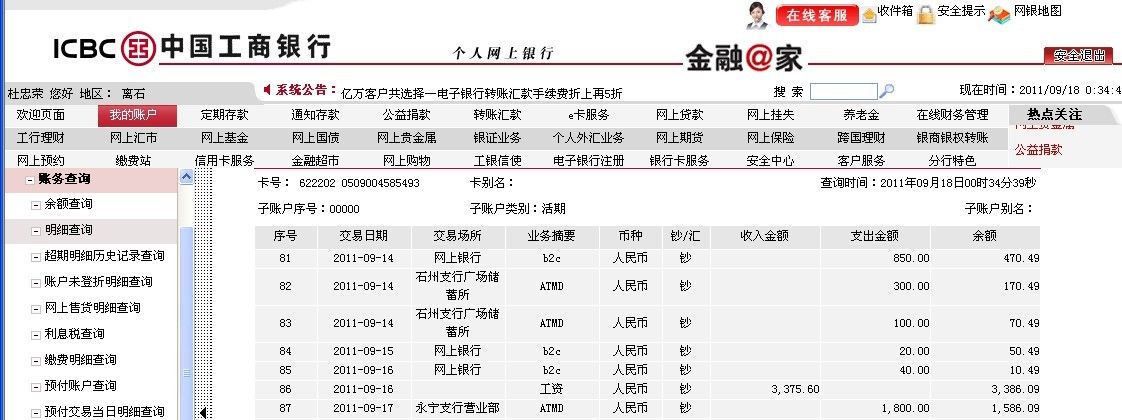 在线客服 收件箱 安全提示 网银地图
ICBC 中国工商银行 个人网上银行 金融@家 安全退出
杜忠荣 您好 地区： 离石 系统公告：亿万客户共选择—电子银行转账汇款手续费折上再5折 搜 索 现在时间：2011/09/18 0:34:4
欢迎页面 我的账户 定期存款 通知存款 公益捐款 转账汇款 e卡服务 网上贷款 网上挂失 养老金 在线财务管理 热点关注
工行理财 网上汇市 网上基金 网上国债 网上贵金属 银证业务 个人外汇业务 网上期货 网上保险 跨国理财 银商银权转账 网上贵金属
网上预约 缴费站 信用卡服务 金融超市 网上购物 工银信使 电子银行注册 银行卡服务 安全中心 客户服务 分行特色 公益捐款
账务查询
余额查询
明细查询
超期明细历史记录查询
账户未登折明细查询
网上售货明细查询
利息税查询
缴费明细查询
预付账户查询
预付交易当日明细查询
卡号： 622202 0509004585493 卡别名： 查询时间：2011年09月18日00时34分39秒
子账户序号：00000 子账户类别：活期 子账户别名：
序号 交易日期 交易场所 业务摘要 币种 钞/汇 收入金额 支出金额 余额
81 2011-09-14 网上银行 b2c 人民币 钞 850.00 470.49
82 2011-09-14 石州支行广场储蓄所 ATMD 人民币 钞 300.00 170.49
83 2011-09-14 石州支行广场储蓄所 ATMD 人民币 钞 100.00 70.49
84 2011-09-15 网上银行 b2c 人民币 钞 20.00 50.49
85 2011-09-16 网上银行 b2c 人民币 钞 40.00 10.49
86 2011-09-16 工资 人民币 钞 3,375.60 3,386.09
87 2011-09-17 永宁支行营业部 ATMD 人民币 钞 1,800.00 1,586.09